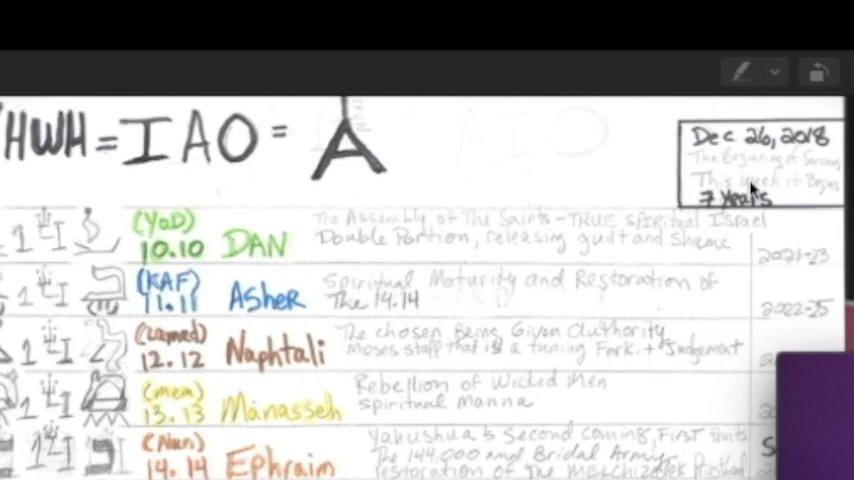 HWH = IAO = A
Dec 26, 2018
The Beginning of Sorrows
This week it Begins
7 Years
(YoD)
10.10 DAN
The Assembly of The Saints - TRUE spiritual Israel
Double Portion, releasing guilt and Shame
2021-23
(KAF)
11.11 Asher
Spiritual Maturity and Restoration of
The 14.14
2022-25
(Lamed)
12.12 Naphtali
The chosen Being Given Authority
Moses staff that is a tuning Fork. + Judgement
(mem)
13.13 Manasseh
Rebellion of Wicked Men
spiritual manna
(Nun)
14.14 Ephraim
Yahushua's Second coming, First fruits
The 144,000 and Bridal Army
restoration of The MELCHizedek Priesthood